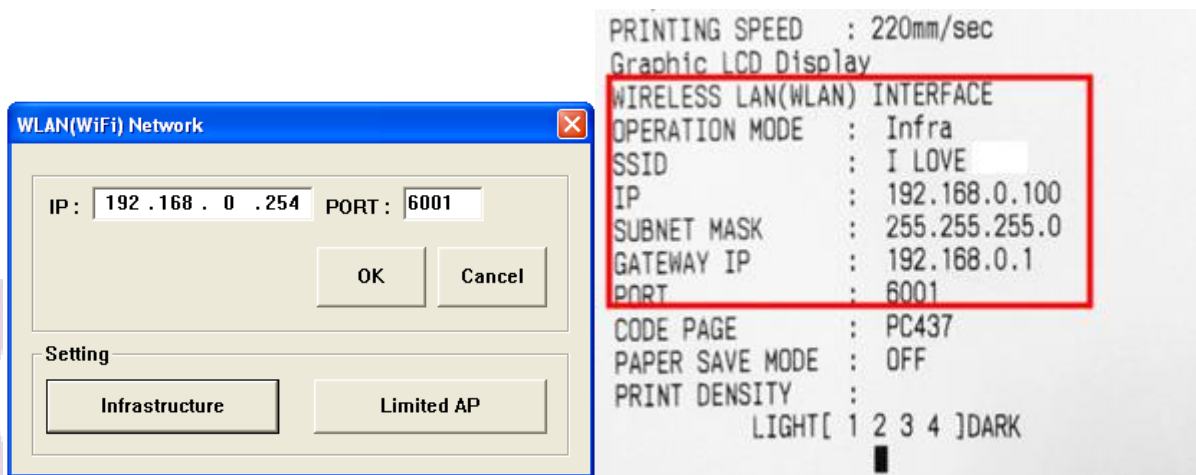 WLAN(WiFi) Network
IP : 192 . 168 . 0 . 254 PORT : 6001
OK Cancel
Setting
Infrastructure Limited AP
PRINTING SPEED : 220mm/sec
Graphic LCD Display
WIRELESS LAN(WLAN) INTERFACE
OPERATION MODE : Infra
SSID : I LOVE
IP : 192.168.0.100
SUBNET MASK : 255.255.255.0
GATEWAY IP : 192.168.0.1
PORT : 6001
CODE PAGE : PC437
PAPER SAVE MODE : OFF
PRINT DENSITY :
LIGHT[ 1 2 3 4 ]DARK